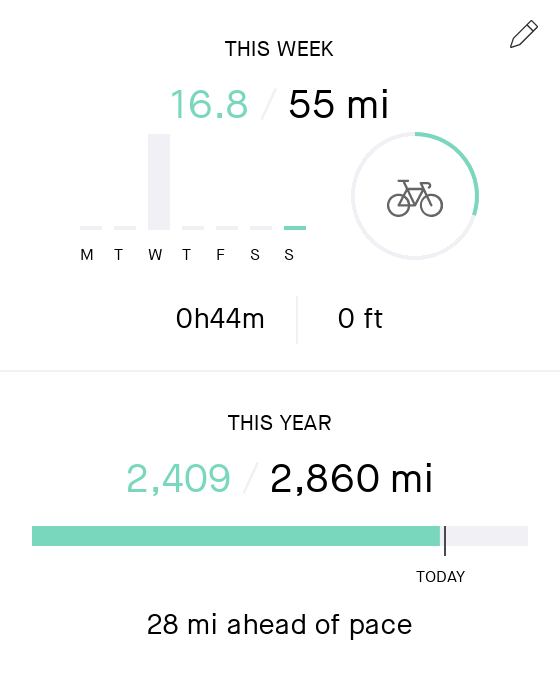 THIS WEEK
16.8 / 55 mi
M T W T F S S
0h44m 0 ft
THIS YEAR
2,409 / 2,860 mi
TODAY
28 mi ahead of pace